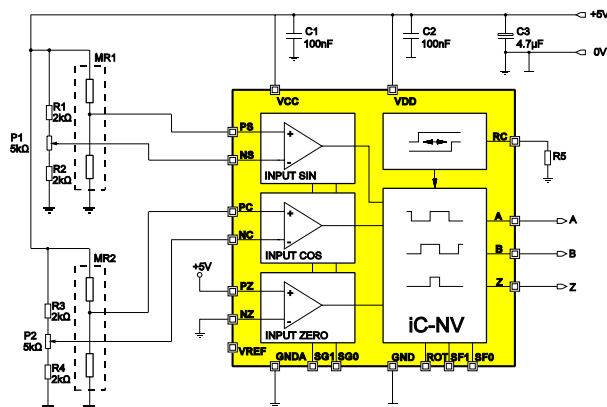 +5V
C1
100nF
C2
100nF
C3
4.7µF
0V
MR1
VCC
VDD
R1
2kΩ
P1
5kΩ
R2
2kΩ
PS
NS
INPUT SIN
RC
R5
PC
NC
INPUT COS
A
A
B
B
Z
Z
MR2
+5V
R3
2kΩ
P2
5kΩ
R4
2kΩ
PZ
NZ
INPUT ZERO
iC-NV
VREF
GNDA
SG1
SG0
GND
ROT
SF1
SF0